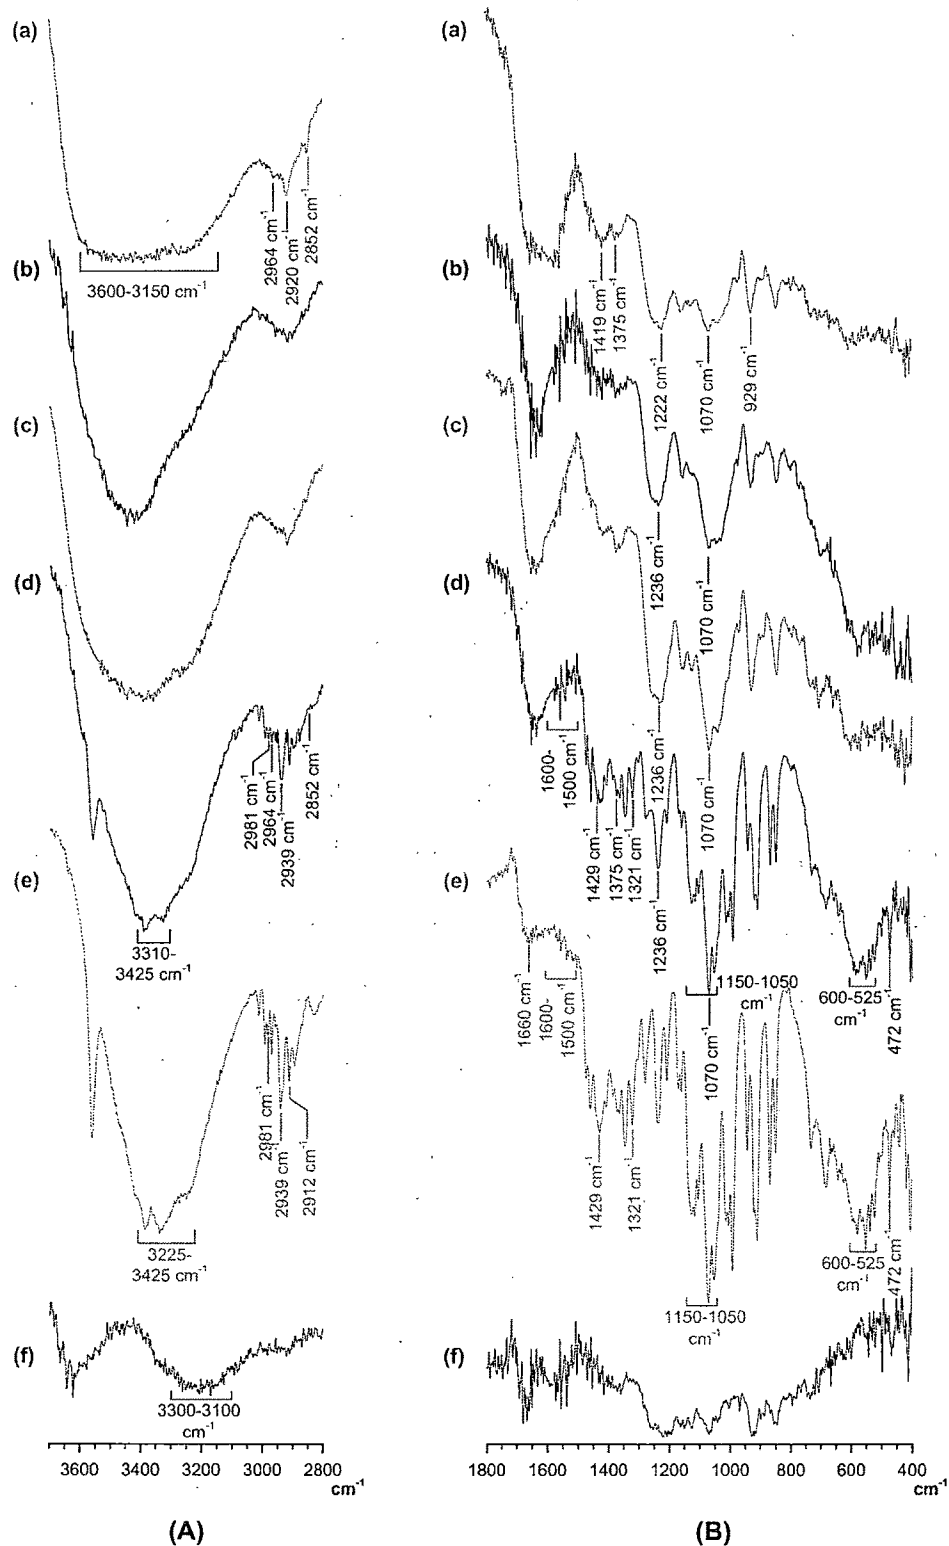 (a)
2964 cm-1
2920 cm-1
2852 cm-1
3600-3150 cm-1
(b)
(c)
(d)
2981 cm-1
2964 cm-1
2939 cm-1
2852 cm-1
3310-
3425 cm-1
(e)
2981 cm-1
2939 cm-1
2912 cm-1
3225-
3425 cm-1
(f)
3300-3100
cm-1
3600 3400 3200 3000 2800
cm-1
(A)
(a)
1419 cm-1
1375 cm-1
1222 cm-1
1070 cm-1
929 cm-1
(b)
1236 cm-1
1070 cm-1
(c)
1236 cm-1
1070 cm-1
(d)
1600-
1500 cm-1
1429 cm-1
1375 cm-1
1321 cm-1
1236 cm-1
1150-1050
cm-1
1070 cm-1
600-525
cm-1
472 cm-1
(e)
1660 cm-1
1600-
1500 cm-1
1429 cm-1
1321 cm-1
1150-1050
cm-1
600-525
cm-1
472 cm-1
(f)
1800 1600 1400 1200 1000 800 600 400
cm-1
(B)